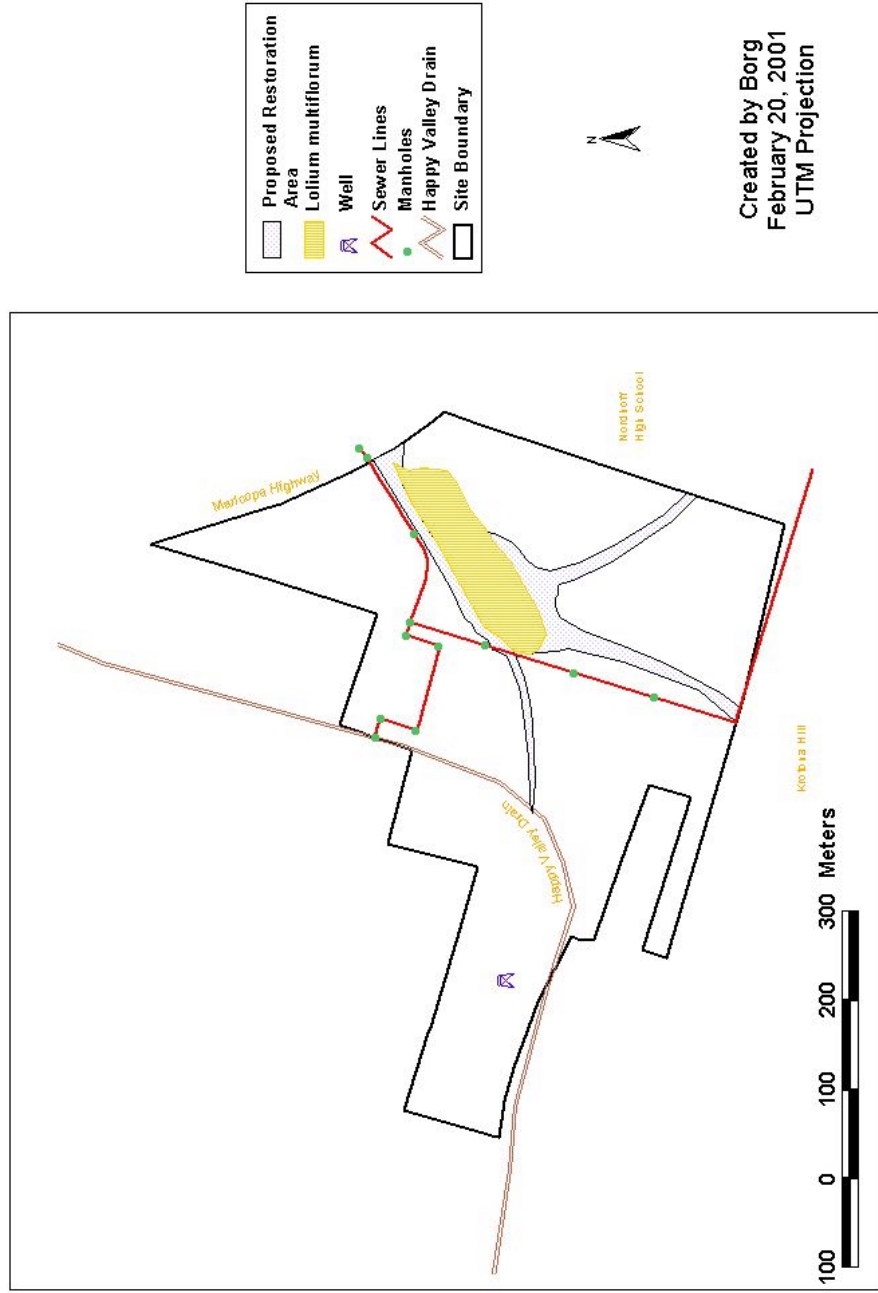 Proposed Restoration
Area
Lolium multiflorum
Well
Sewer Lines
Manholes
Happy Valley Drain
Site Boundary
N
Created by Borg
February 20, 2001
UTM Projection
Maricopa Highway
Nordhoff
High School
Happy Valley Drain
Krotona Hill
100 0 100 200 300 Meters